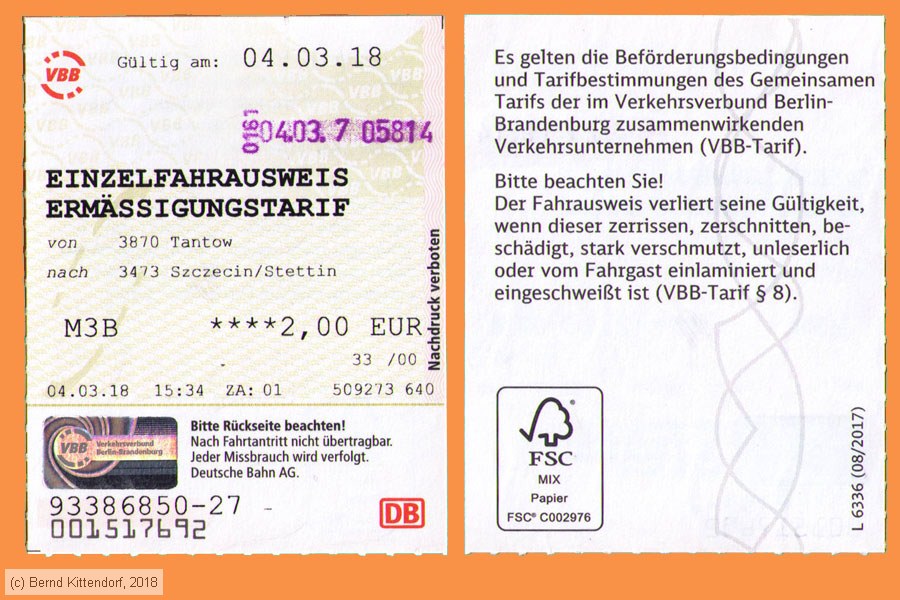 VBB
Gültig am: 04.03.18
0161
04.03. 7 05814
EINZELFAHRAUSWEIS
ERMÄSSIGUNGSTARIF
von 3870 Tantow
nach 3473 Szczecin/Stettin
M3B ****2,00 EUR
33 /00
04.03.18 15:34 ZA: 01 509273 640
Nachdruck verboten
VBB Verkehrsverbund
Berlin-Brandenburg
Bitte Rückseite beachten!
Nach Fahrtantritt nicht übertragbar.
Jeder Missbrauch wird verfolgt.
Deutsche Bahn AG.
93386850-27
001517692
DB
Es gelten die Beförderungsbedingungen
und Tarifbestimmungen des Gemeinsamen
Tarifs der im Verkehrsverbund Berlin-
Brandenburg zusammenwirkenden
Verkehrsunternehmen (VBB-Tarif).
Bitte beachten Sie!
Der Fahrausweis verliert seine Gültigkeit,
wenn dieser zerrissen, zerschnitten, be-
schädigt, stark verschmutzt, unleserlich
oder vom Fahrgast einlaminiert und
eingeschweißt ist (VBB-Tarif § 8).
FSC
MIX
Papier
FSC® C002976
L 6336 (08/2017)
(c) Bernd Kittendorf, 2018